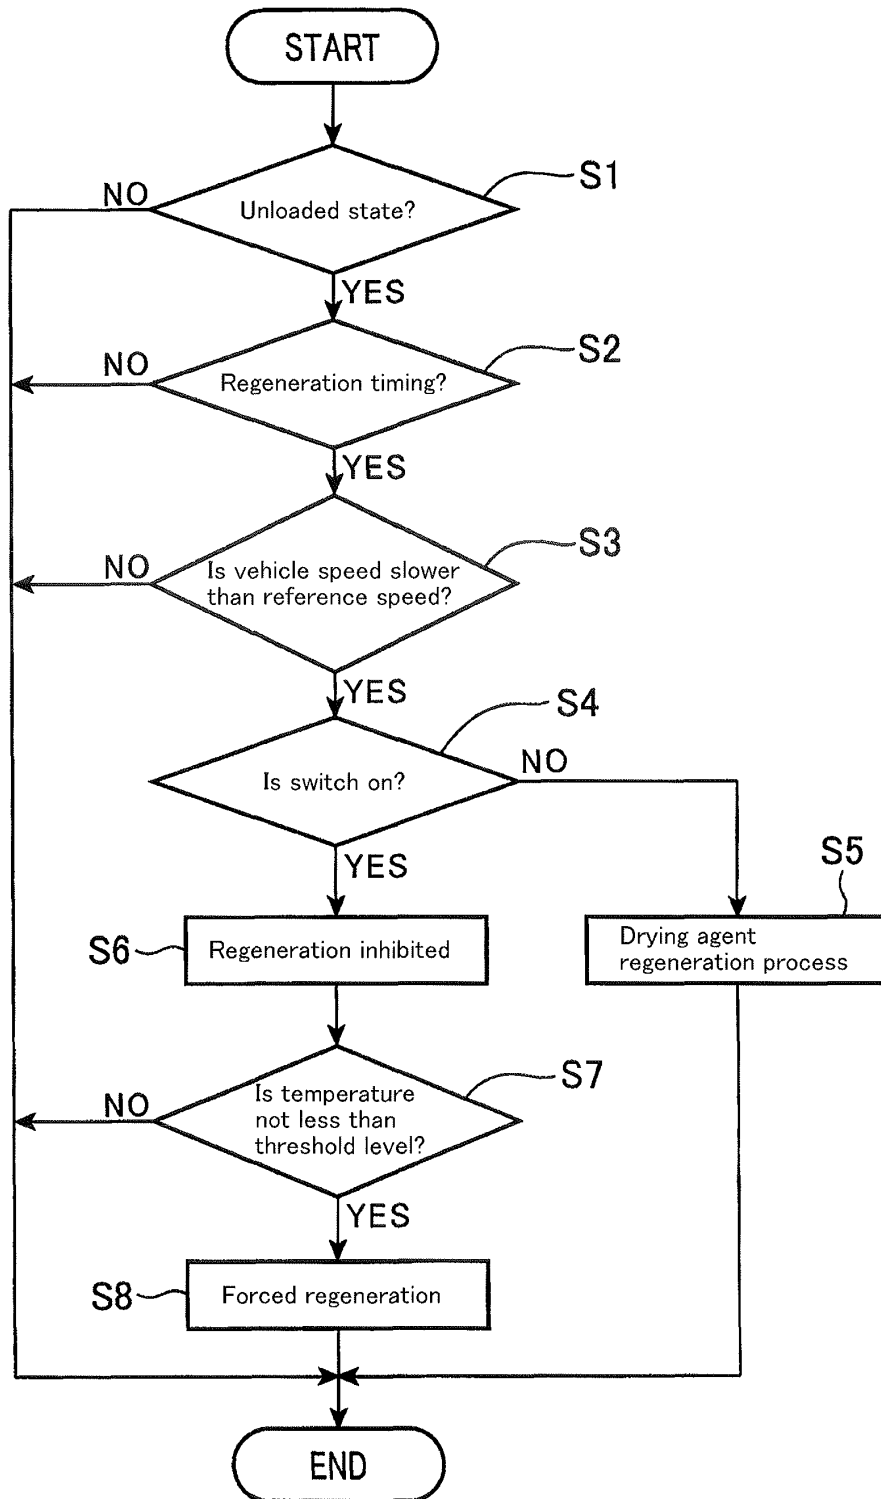 START
S1
NO
Unloaded state?
YES
S2
NO
Regeneration timing?
YES
S3
NO
Is vehicle speed slower
than reference speed?
YES
S4
NO
Is switch on?
YES
S5
S6
Regeneration inhibited
Drying agent
regeneration process
S7
NO
Is temperature
not less than
threshold level?
YES
S8
Forced regeneration
END